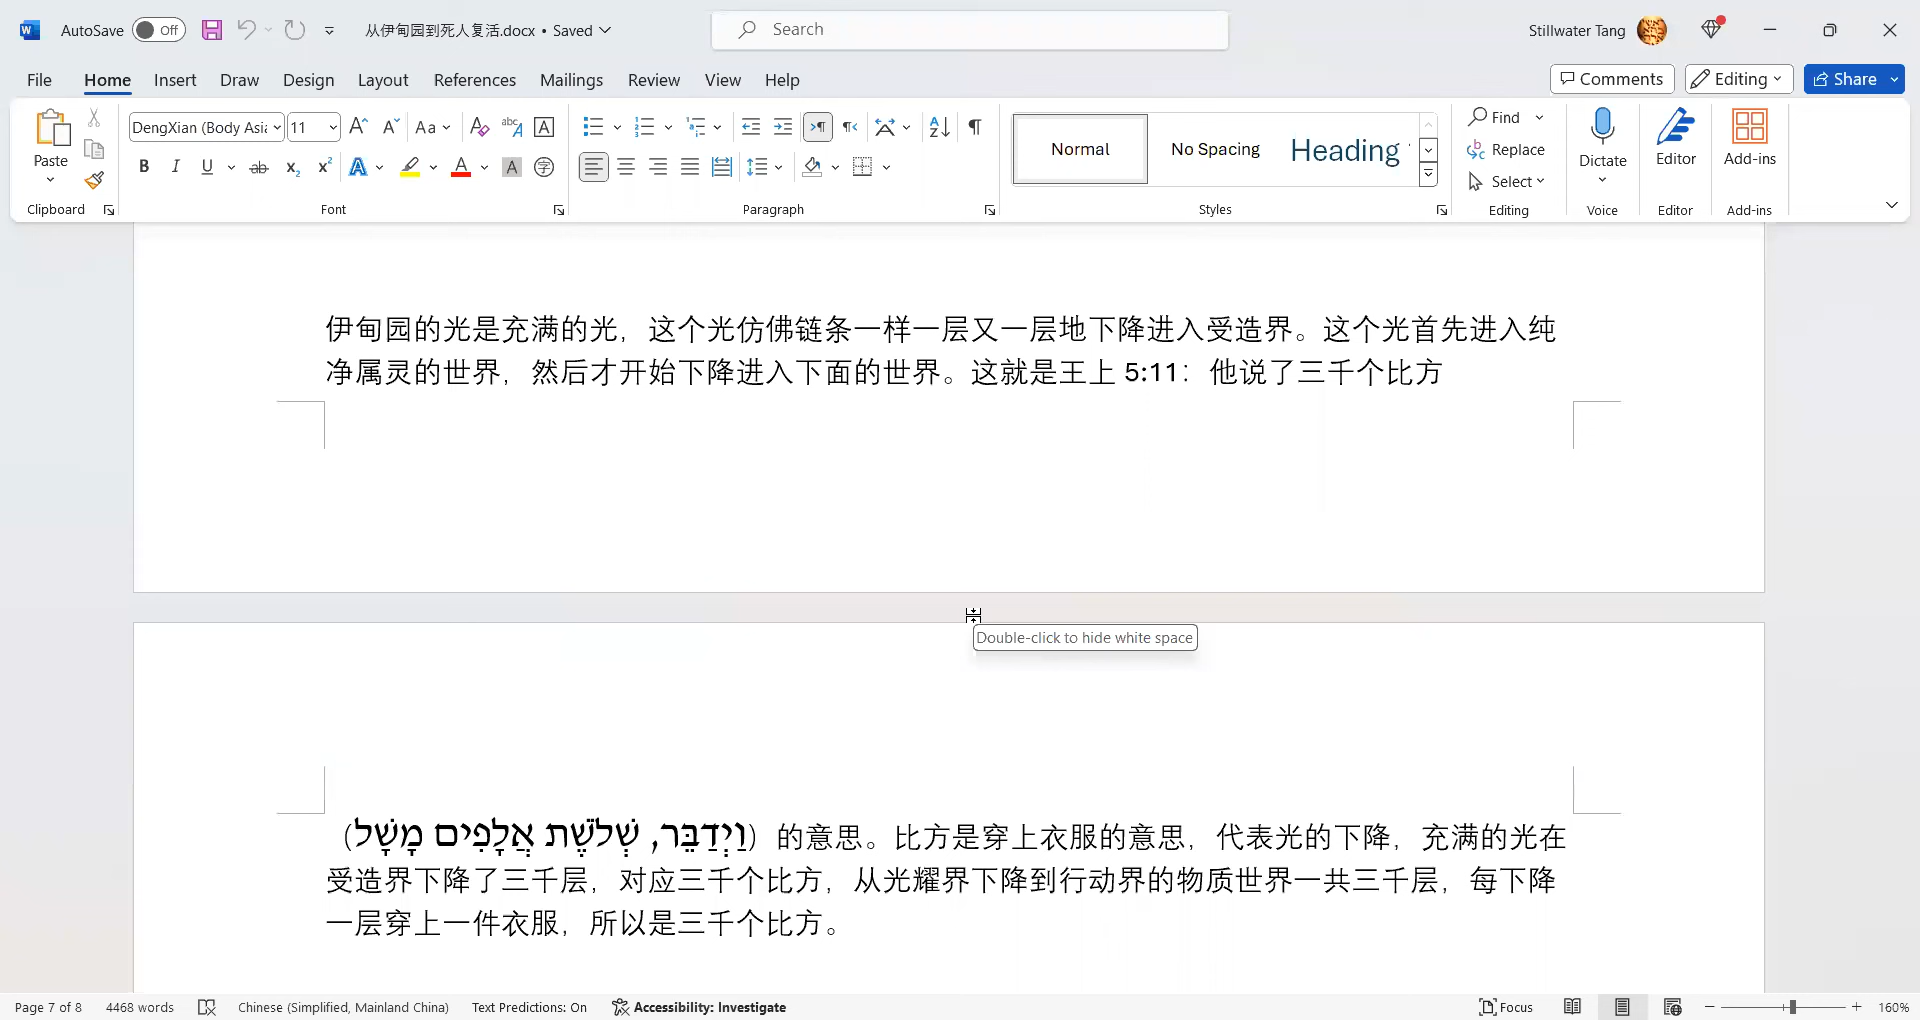 AutoSave Off 从伊甸园到死人复活.docx • Saved Search Stillwater Tang
File Home Insert Draw Design Layout References Mailings Review View Help Comments Editing Share
Paste
Clipboard
DengXian (Body Asia 11
Font
Paragraph
Normal No Spacing Heading
Styles
Find
Replace
Select
Editing
Dictate
Voice
Editor
Editor
Add-ins
Add-ins
伊甸园的光是充满的光，这个光仿佛链条一样一层又一层地下降进入受造界。这个光首先进入纯
净属灵的世界，然后才开始下降进入下面的世界。这就是王上 5:11：他说了三千个比方
Double-click to hide white space
（וַיְדַבֵּר, שְׁלֹשֶׁת אֲלָפִים מָשָׁל）的意思。比方是穿上衣服的意思，代表光的下降，充满的光在
受造界下降了三千层，对应三千个比方，从光耀界下降到行动界的物质世界一共三千层，每下降
一层穿上一件衣服，所以是三千个比方。
Page 7 of 8 4468 words Chinese (Simplified, Mainland China) Text Predictions: On Accessibility: Investigate Focus 160%